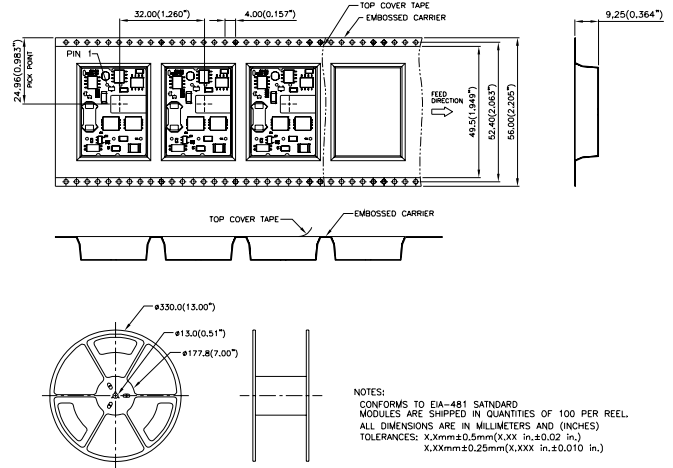 TOP COVER TAPE
EMBOSSED CARRIER
32.00(1.260")
4.00(0.157")
9,25(0.364")
PIN 1
24.96(0.983")
PICK POINT
FEED
DIRECTION
49.5(1.949")
52.40(2.063")
56.00(2.205")
TOP COVER TAPE
EMBOSSED CARRIER
ø330.0(13.00")
ø13.0(0.51")
ø177.8(7.00")
NOTES:
CONFORMS TO EIA-481 SATNDARD
MODULES ARE SHIPPED IN QUANTITIES OF 100 PER REEL.
ALL DIMENSIONS ARE IN MILLIMETERS AND (INCHES)
TOLERANCES: X.Xmm±0.5mm(X.XX in.±0.02 in.)
X.XXmm±0.25mm(X.XXX in.±0.010 in.)